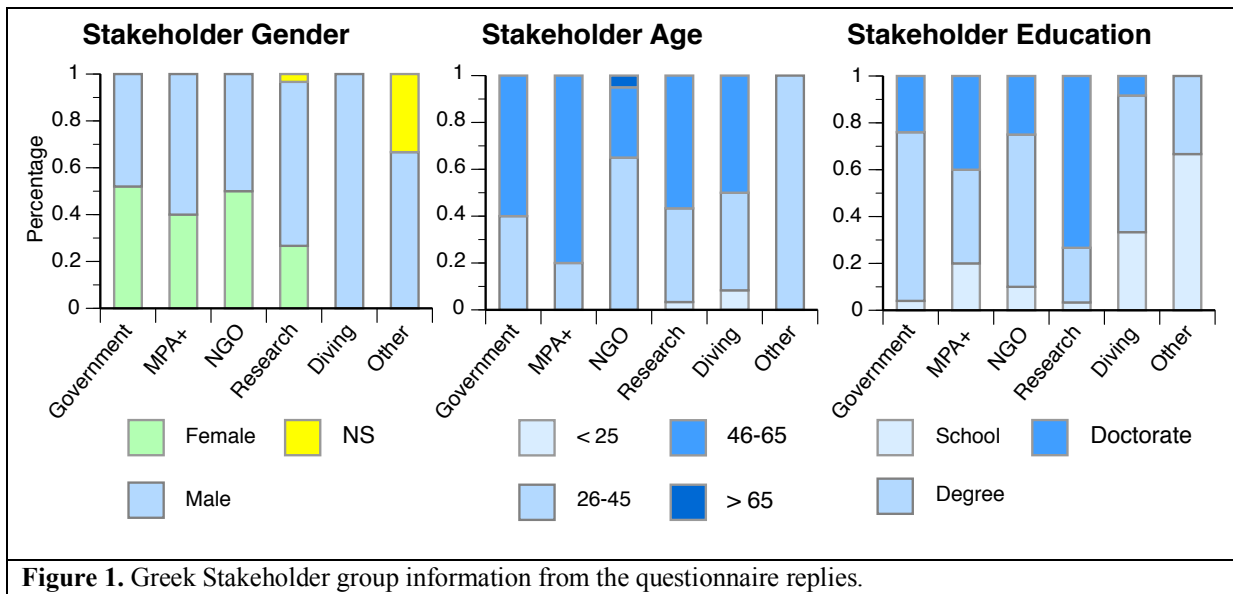 Stakeholder Gender
Percentage
1
0.8
0.6
0.4
0.2
0
Government
MPA+
NGO
Research
Diving
Other
Female
NS
Male
Stakeholder Age
1
0.8
0.6
0.4
0.2
0
Government
MPA+
NGO
Research
Diving
Other
< 25
46-65
26-45
> 65
Stakeholder Education
1
0.8
0.6
0.4
0.2
0
Government
MPA+
NGO
Research
Diving
Other
School
Doctorate
Degree
Figure 1. Greek Stakeholder group information from the questionnaire replies.